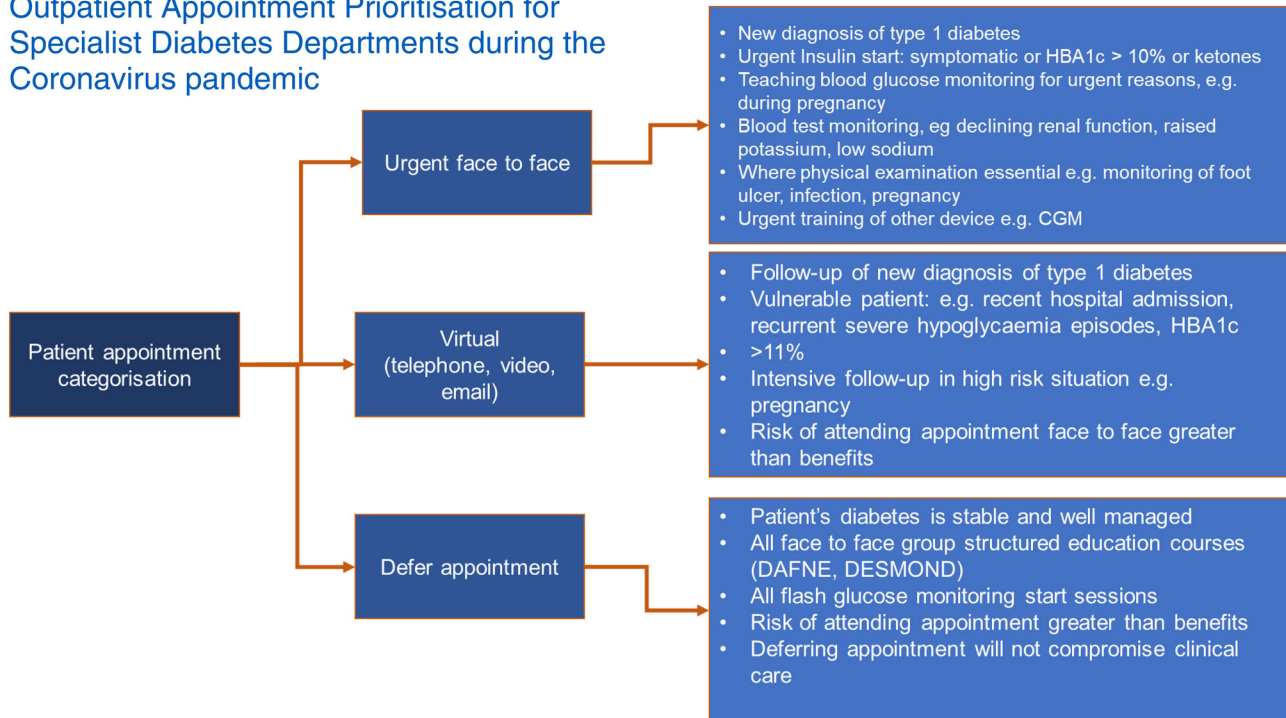 Outpatient Appointment Prioritisation for
Specialist Diabetes Departments during the
Coronavirus pandemic
Patient appointment
categorisation
Urgent face to face
• New diagnosis of type 1 diabetes
• Urgent Insulin start: symptomatic or HBA1c > 10% or ketones
• Teaching blood glucose monitoring for urgent reasons, e.g.
during pregnancy
• Blood test monitoring, eg declining renal function, raised
potassium, low sodium
• Where physical examination essential e.g. monitoring of foot
ulcer, infection, pregnancy
• Urgent training of other device e.g. CGM
Virtual
(telephone, video,
email)
• Follow-up of new diagnosis of type 1 diabetes
• Vulnerable patient: e.g. recent hospital admission,
recurrent severe hypoglycaemia episodes, HBA1c
• >11%
• Intensive follow-up in high risk situation e.g.
pregnancy
• Risk of attending appointment face to face greater
than benefits
Defer appointment
• Patient's diabetes is stable and well managed
• All face to face group structured education courses
(DAFNE, DESMOND)
• All flash glucose monitoring start sessions
• Risk of attending appointment greater than benefits
• Deferring appointment will not compromise clinical
care